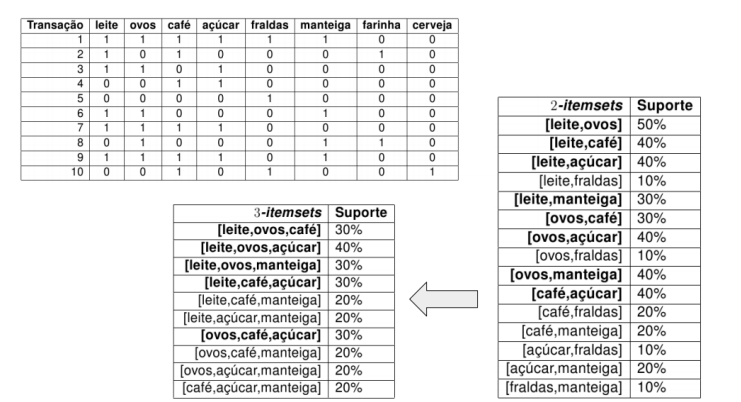 Transação leite ovos café açúcar fraldas manteiga farinha cerveja
1 1 1 1 1 1 1 0 0
2 1 0 1 0 0 0 1 0
3 1 1 0 1 0 0 0 0
4 0 0 1 1 0 0 0 0
5 0 0 0 0 1 0 0 0
6 1 1 0 0 0 1 0 0
7 1 1 1 1 0 0 0 0
8 0 1 0 0 0 1 1 0
9 1 1 1 1 0 1 0 0
10 0 0 1 0 1 0 0 1
2-itemsets Suporte
[leite,ovos] 50%
[leite,café] 40%
[leite,açúcar] 40%
[leite,fraldas] 10%
[leite,manteiga] 30%
[ovos,café] 30%
[ovos,açúcar] 40%
[ovos,fraldas] 10%
[ovos,manteiga] 40%
[café,açúcar] 40%
[café,fraldas] 20%
[café,manteiga] 20%
[açúcar,fraldas] 10%
[açúcar,manteiga] 20%
[fraldas,manteiga] 10%
3-itemsets Suporte
[leite,ovos,café] 30%
[leite,ovos,açúcar] 40%
[leite,ovos,manteiga] 30%
[leite,café,açúcar] 30%
[leite,café,manteiga] 20%
[leite,açúcar,manteiga] 20%
[ovos,café,açúcar] 30%
[ovos,café,manteiga] 20%
[ovos,açúcar,manteiga] 20%
[café,açúcar,manteiga] 20%